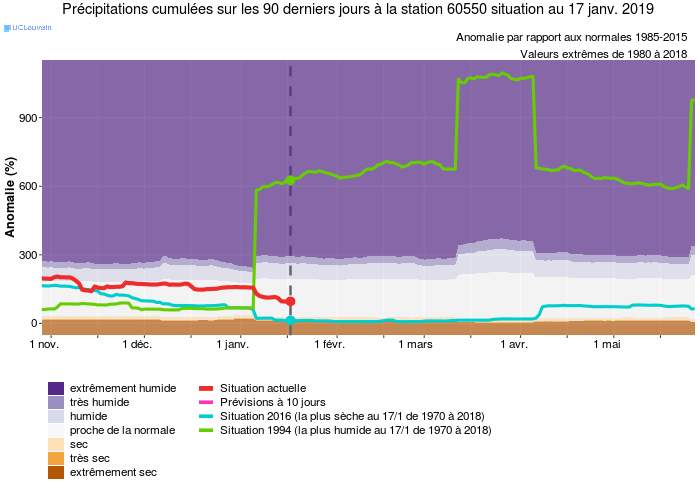 Précipitations cumulées sur les 90 derniers jours à la station 60550 situation au 17 janv. 2019
UCLouvain
Anomalie par rapport aux normales 1985-2015
Valeurs extrêmes de 1980 à 2018
Anomalie (%)
900
600
300
0
1 nov. 1 déc. 1 janv. 1 févr. 1 mars 1 avr. 1 mai
extrêmement humide
très humide
humide
proche de la normale
sec
très sec
extrêmement sec
Situation actuelle
Prévisions à 10 jours
Situation 2016 (la plus sèche au 17/1 de 1970 à 2018)
Situation 1994 (la plus humide au 17/1 de 1970 à 2018)